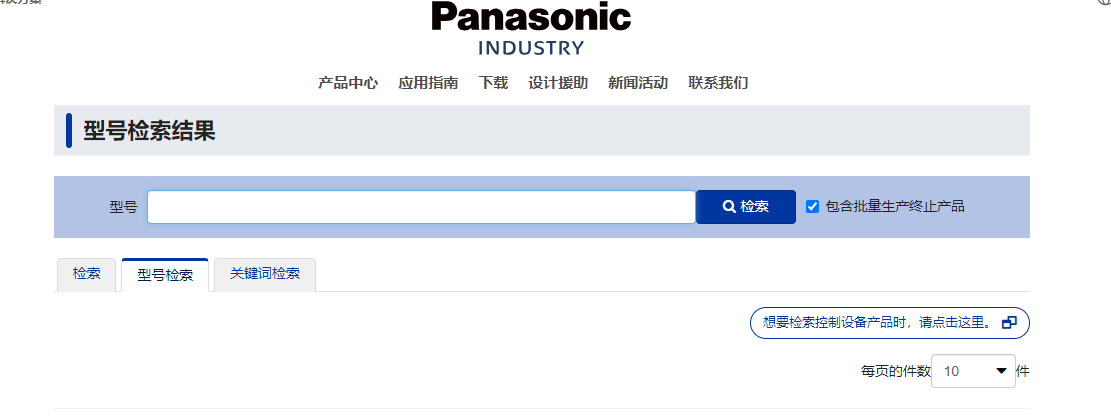 Panasonic
INDUSTRY
产品中心 应用指南 下载 设计援助 新闻活动 联系我们
型号检索结果
型号 检索 包含批量生产终止产品
检索 型号检索 关键词检索
想要检索控制设备产品时，请点击这里。
每页的件数 10 件